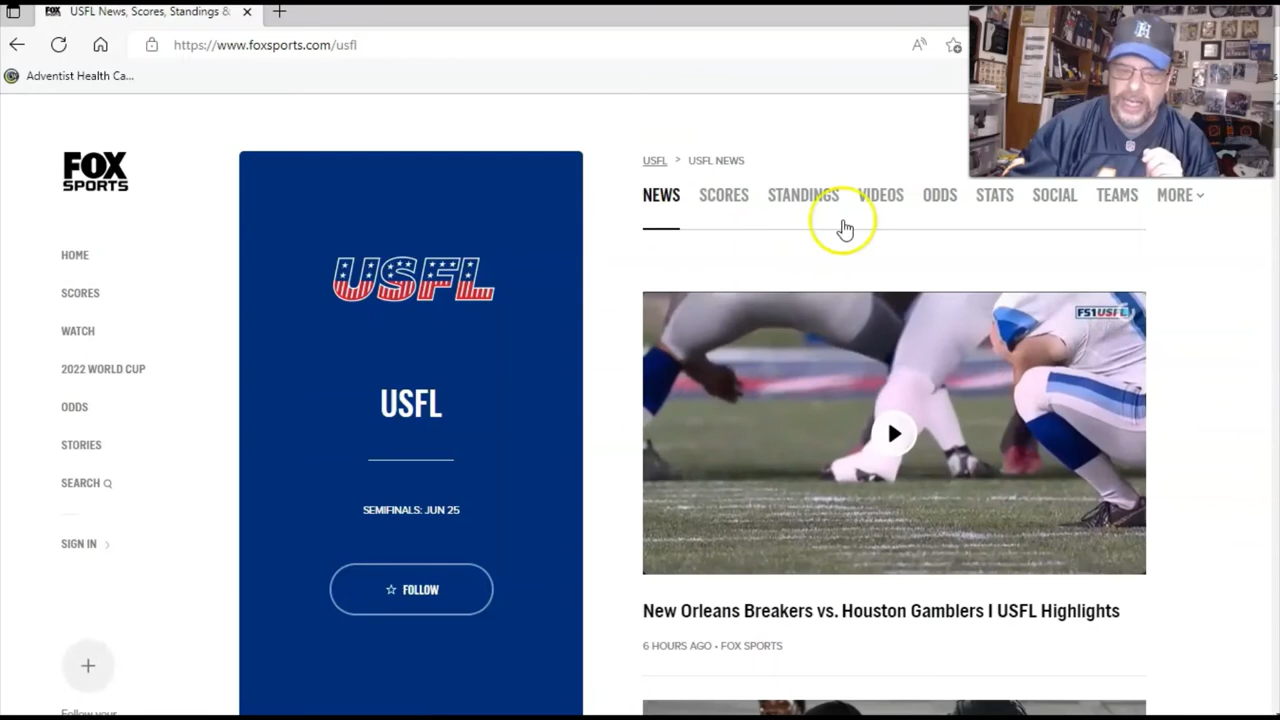 USFL News, Scores, Standings &
https://www.foxsports.com/usfl
Adventist Health Ca...
FOX
SPORTS
HOME
SCORES
WATCH
2022 WORLD CUP
ODDS
STORIES
SEARCH
SIGN IN
Follow your
USFL
USFL
SEMIFINALS: JUN 25
FOLLOW
USFL > USFL NEWS
NEWS SCORES STANDINGS VIDEOS ODDS STATS SOCIAL TEAMS MORE
FS1 USFL
New Orleans Breakers vs. Houston Gamblers I USFL Highlights
6 HOURS AGO • FOX SPORTS